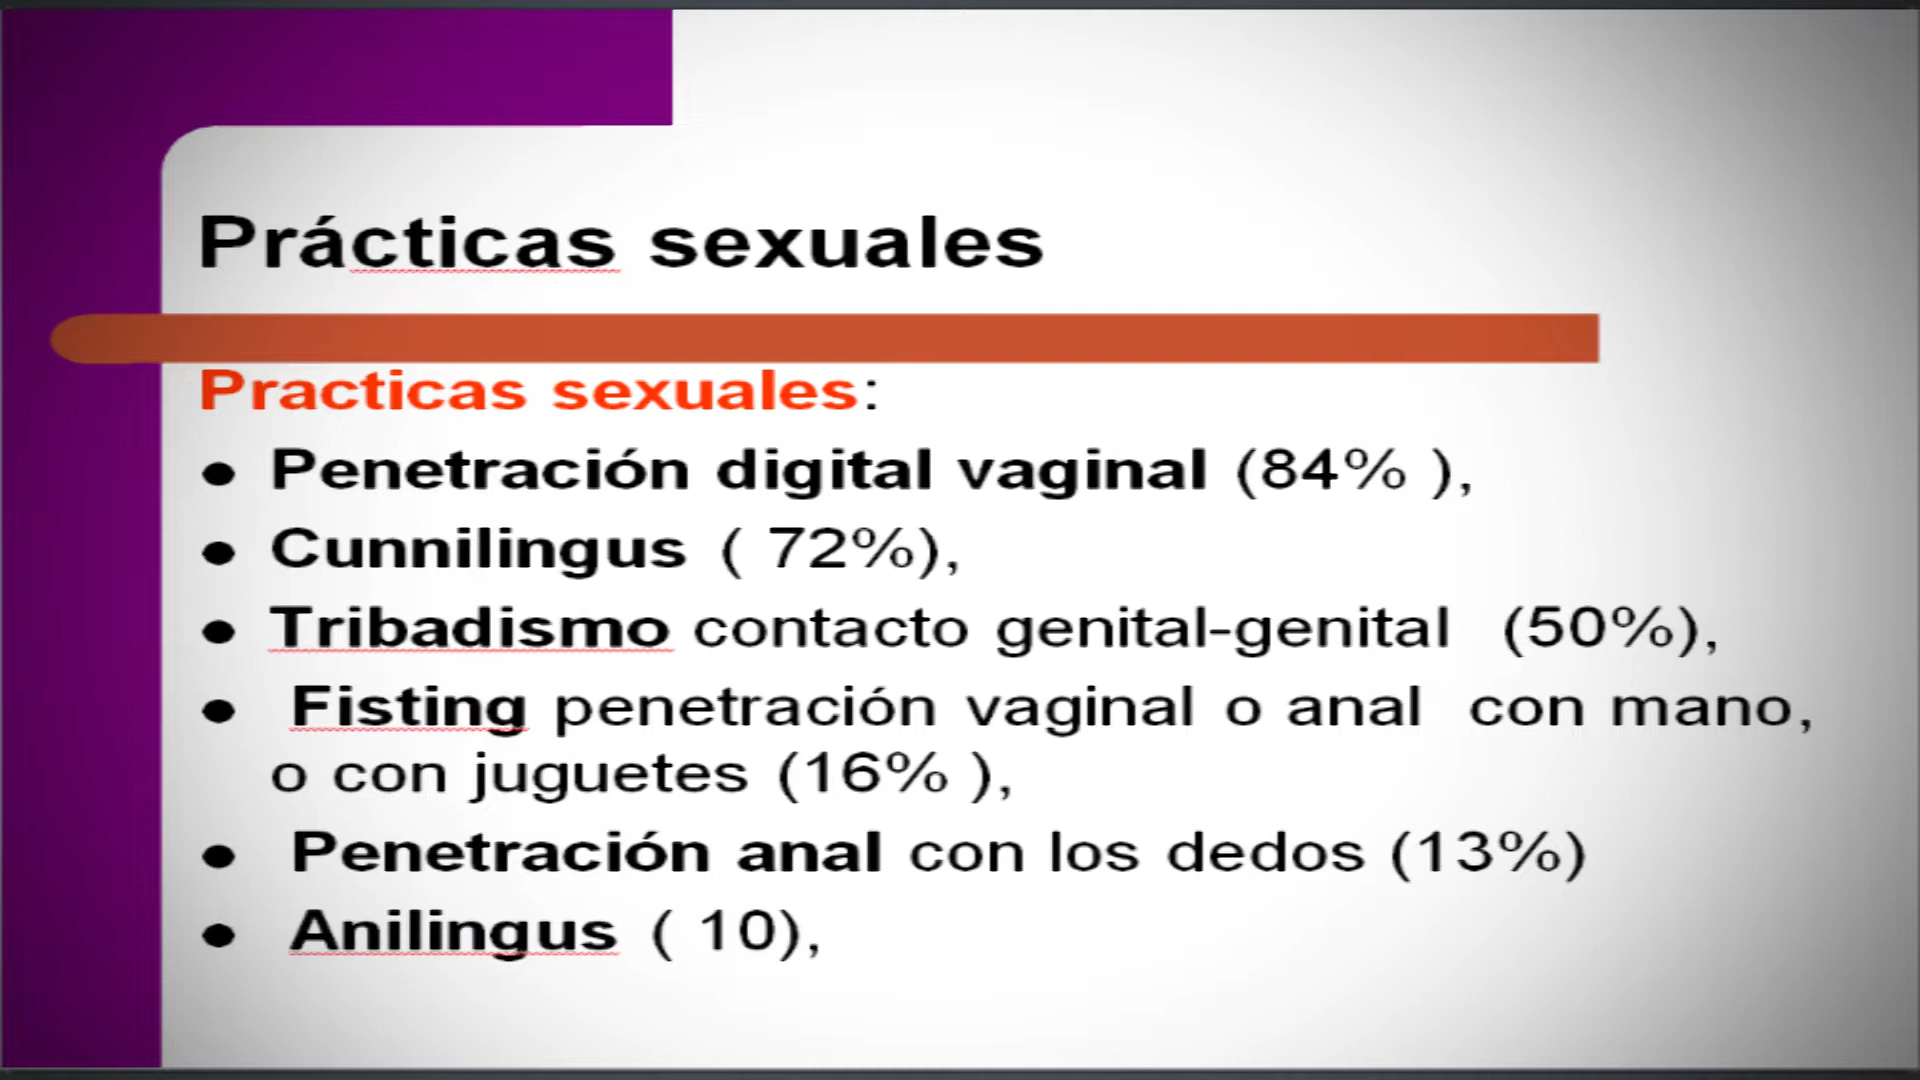 Prácticas sexuales
Practicas sexuales:
● Penetración digital vaginal (84% ),
● Cunnilingus ( 72%),
● Tribadismo contacto genital-genital (50%),
● Fisting penetración vaginal o anal con mano,
o con juguetes (16% ),
● Penetración anal con los dedos (13%)
● Anilingus ( 10),